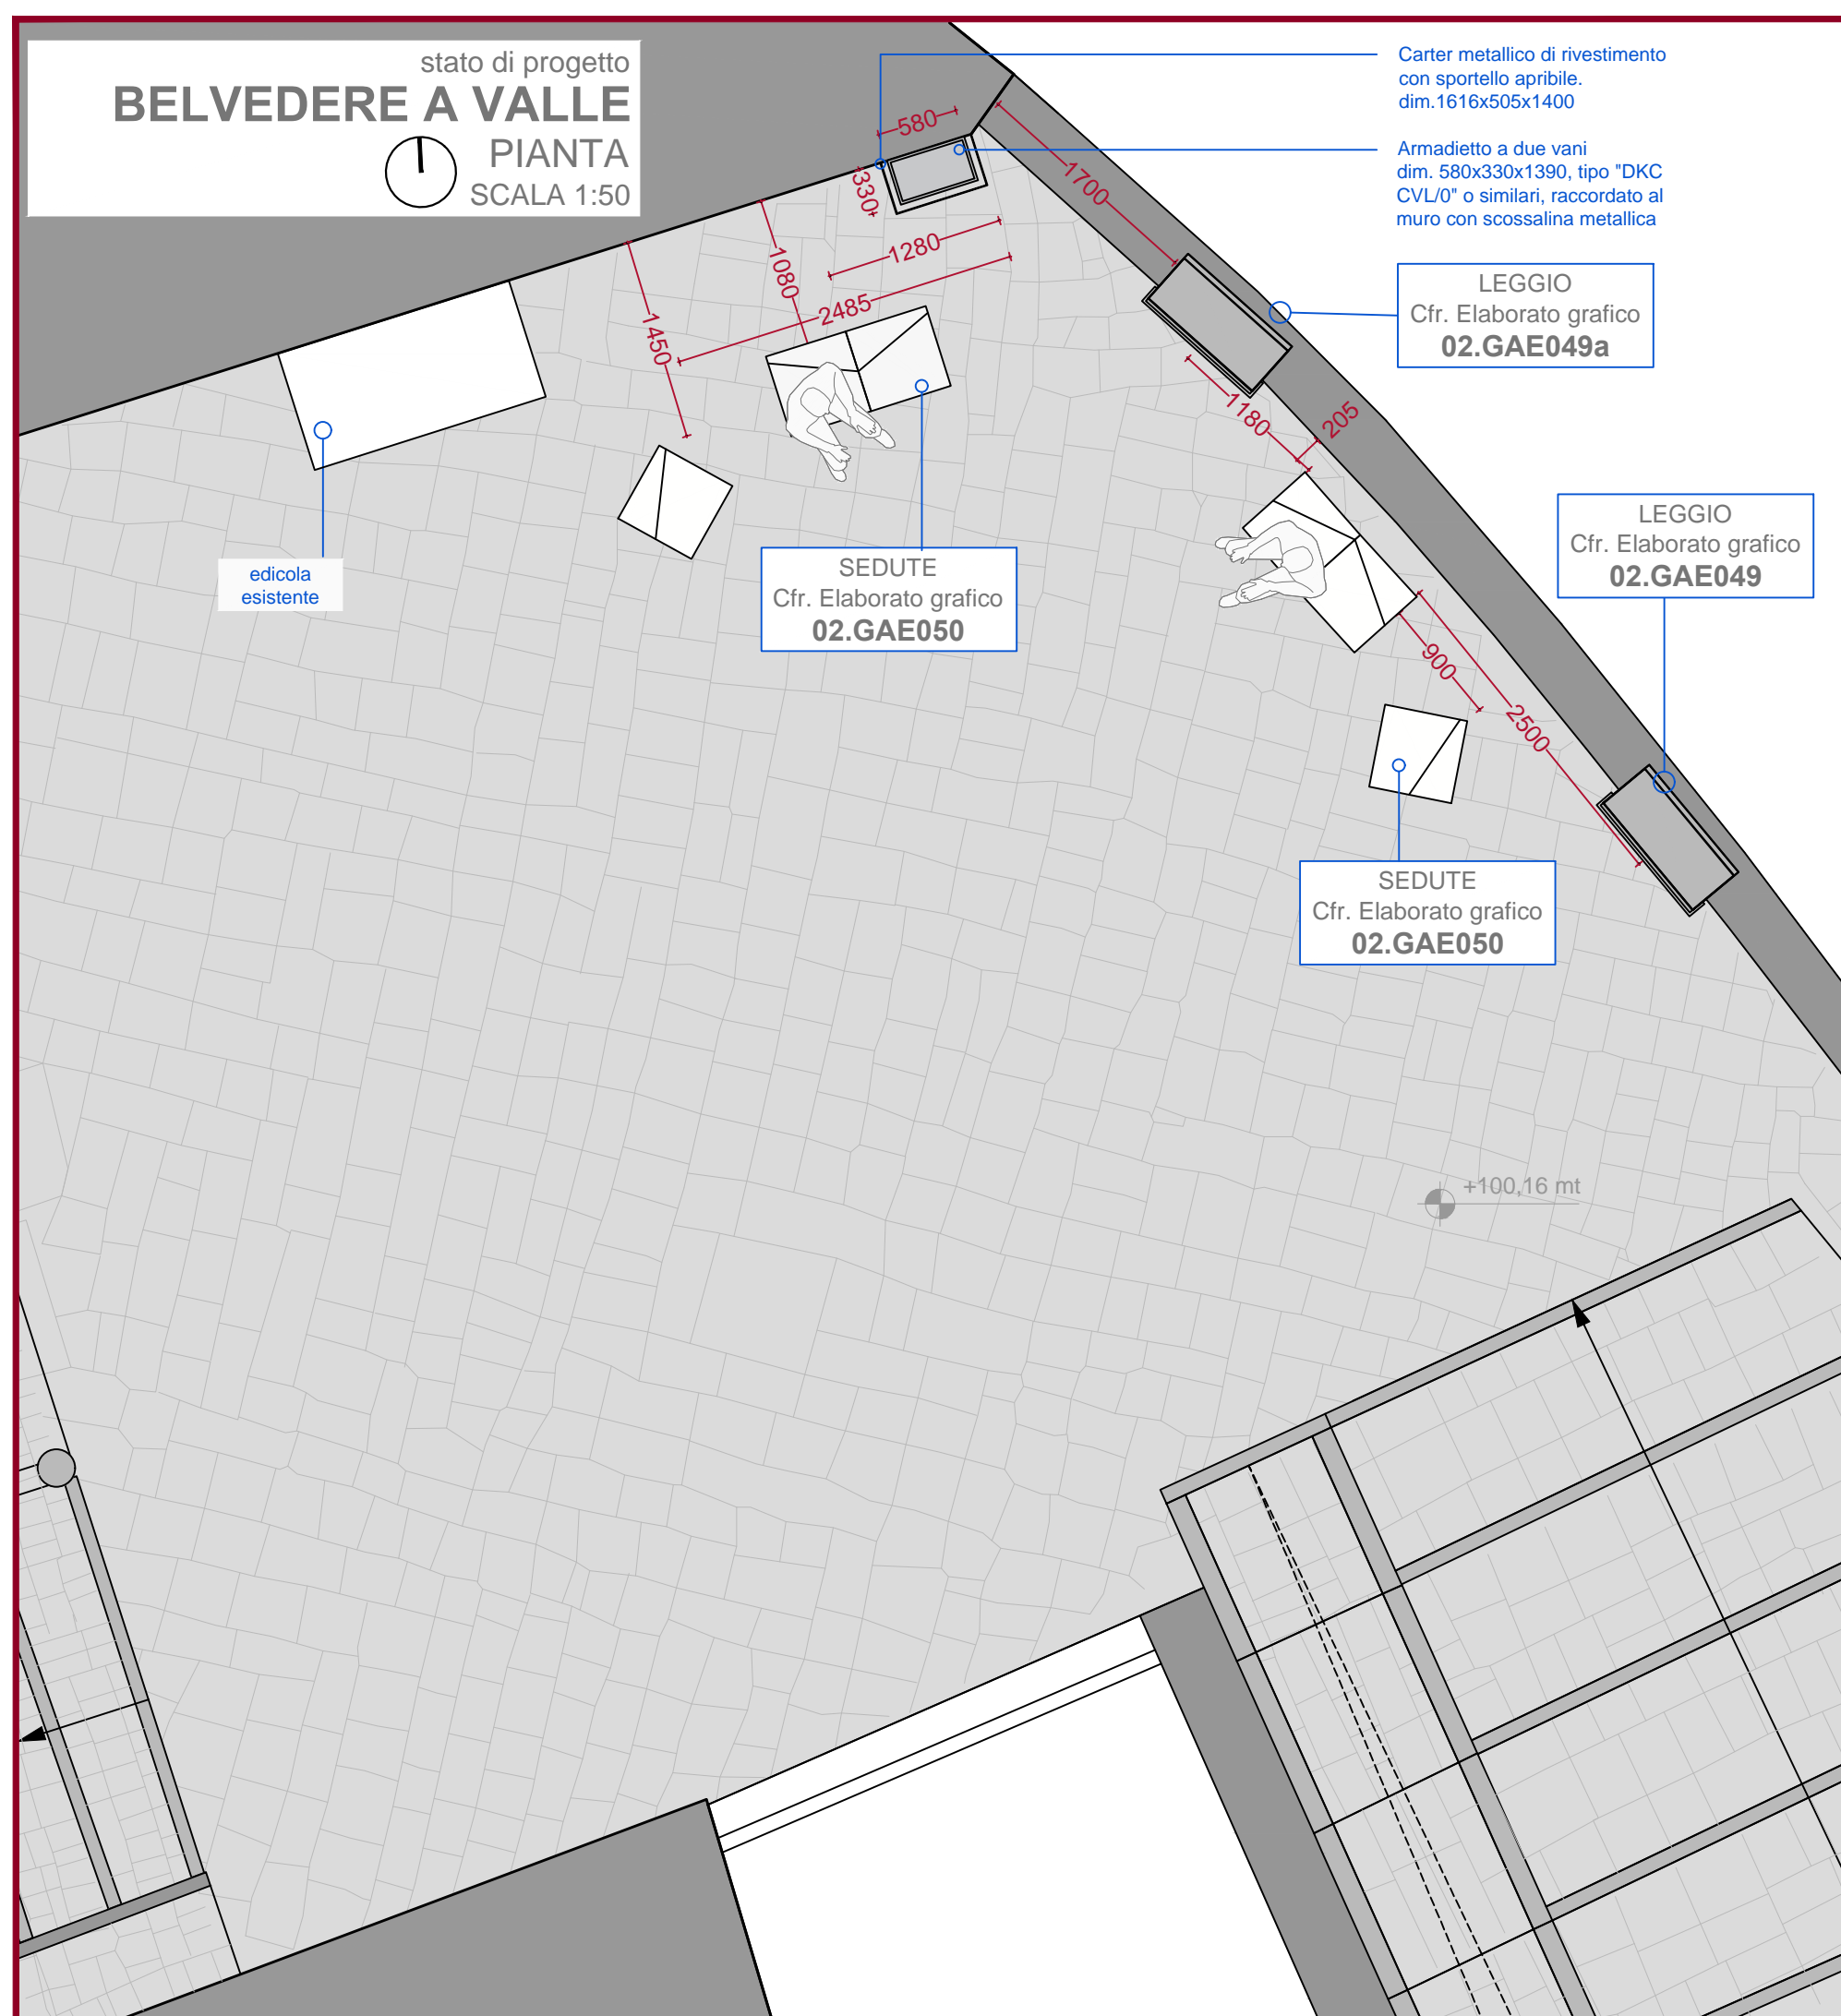 stato di progetto
BELVEDERE A VALLE
PIANTA
SCALA 1:50
Carter metallico di rivestimento
con sportello apribile.
dim.1616x505x1400
Armadietto a due vani
dim. 580x330x1390, tipo "DKC
CVL/0" o similari, raccordato al
muro con scossalina metallica
580
330
1700
1280
1080
2485
1450
LEGGIO
Cfr. Elaborato grafico
02.GAE049a
1180
205
LEGGIO
Cfr. Elaborato grafico
02.GAE049
edicola
esistente
SEDUTE
Cfr. Elaborato grafico
02.GAE050
900
2500
SEDUTE
Cfr. Elaborato grafico
02.GAE050
+100,16 mt